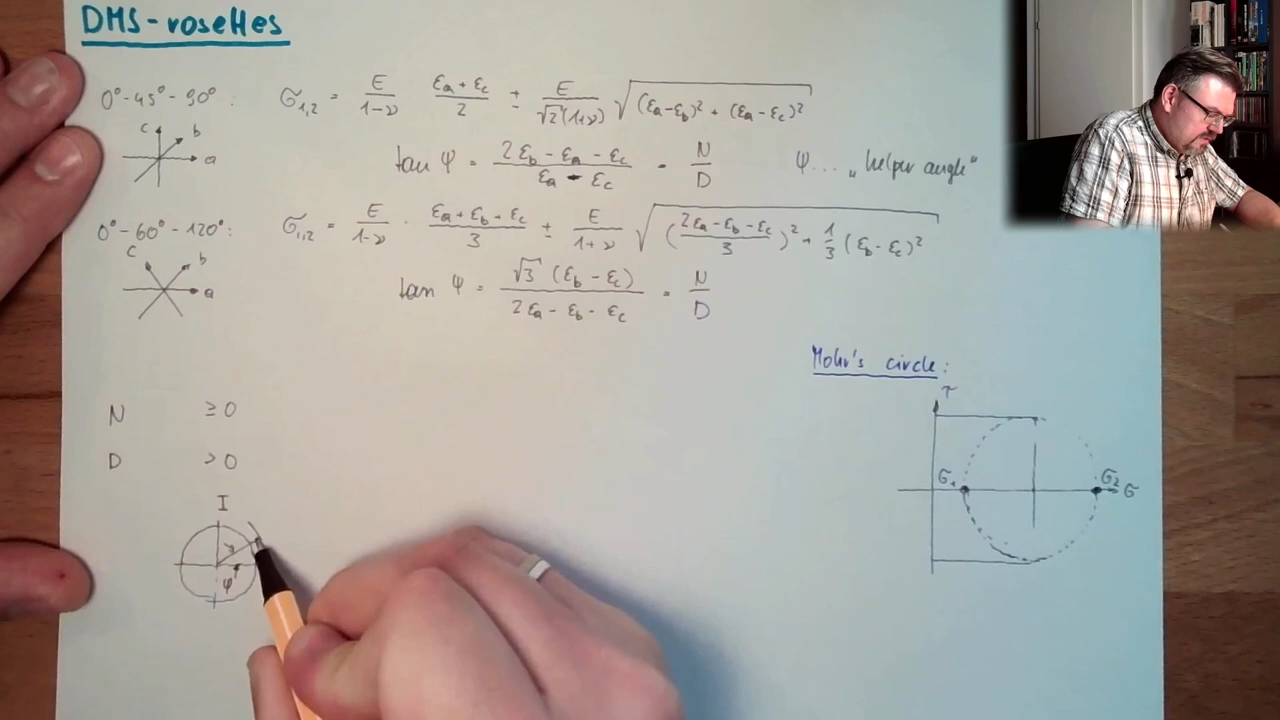 DMS-rosettes
0°-45°-90°: σ1,2 = E/(1-ν) (εa + εc)/2 ± E/(√2(1+ν)) √((εa-εb)² + (εa-εc)²)
c b a
tan φ = (2εb - εa - εc)/(εa - εc) = N/D φ... „helper angle"
0°-60°-120°: σ1,2 = E/(1-ν) · (εa + εb + εc)/3 ± E/(1+ν) √(((2εa - εb - εc)/3)² + 1/3 (εb - εc)²)
c b a
tan φ = √3 (εb - εc)/(2εa - εb - εc) = N/D
Mohr's circle:
τ
N ≥0
D >0
σ1 σ2 σ
I
φ